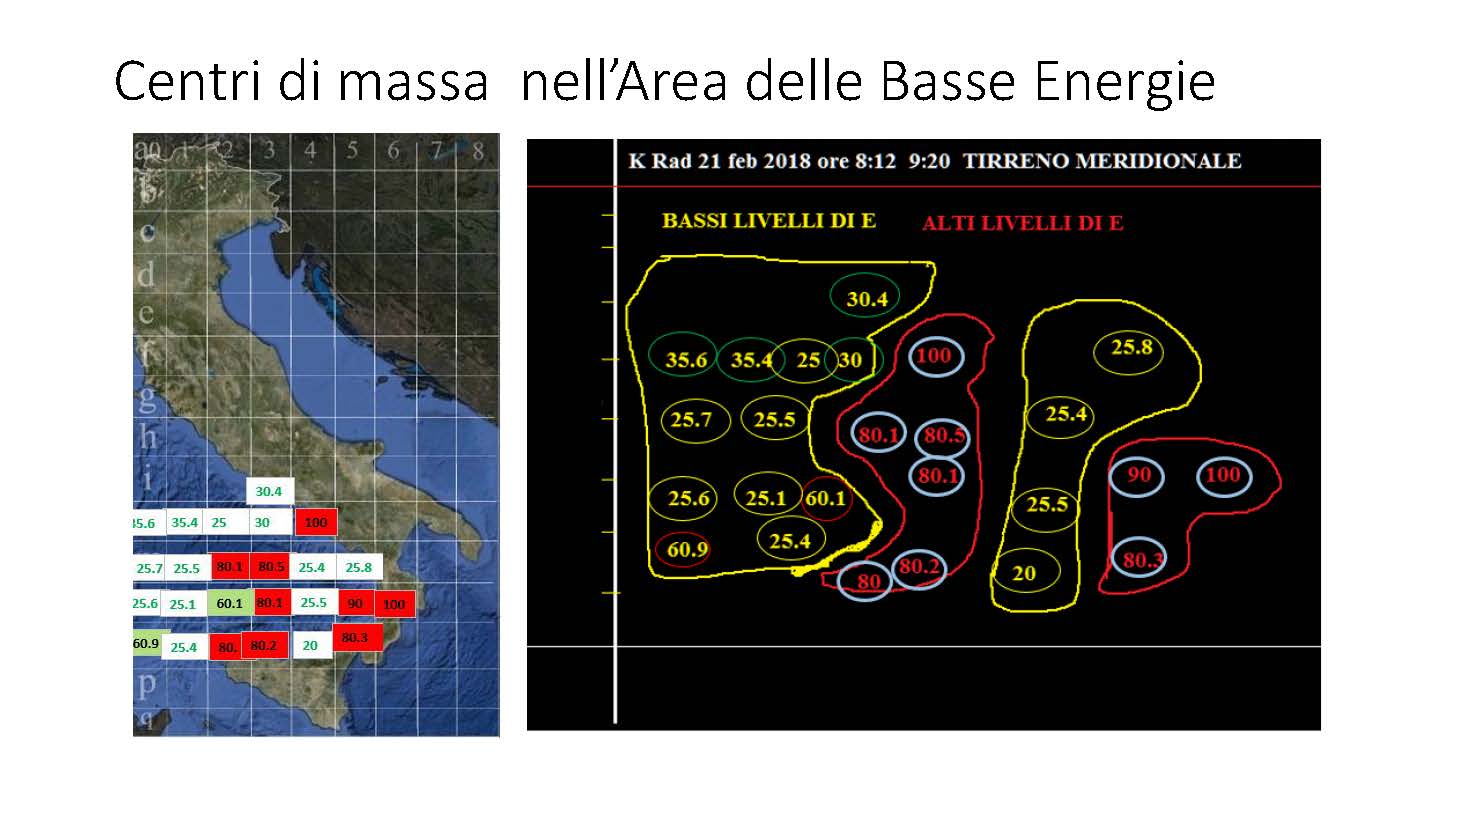 Centri di massa  nell'Area delle Basse Energie
a0 1 2 3 4 5 6 7 8
b
c
d
e
f
g
h
i
30.4
35.6 35.4 25 30 100
25.7 25.5 80.1 80.5 25.4 25.8
25.6 25.1 60.1 80.1 25.5 90 100
60.9 25.4 80. 80.2 20 80.3
p
q
K Rad 21 feb 2018 ore 8:12  9:20  TIRRENO MERIDIONALE
BASSI LIVELLI DI E ALTI LIVELLI DI E
30.4
35.6 35.4 25 30 100 25.8
25.7 25.5 80.1 80.5 25.4
80.1 90 100
25.6 25.1 60.1 25.5
60.9 25.4 80.3
80 80.2 20